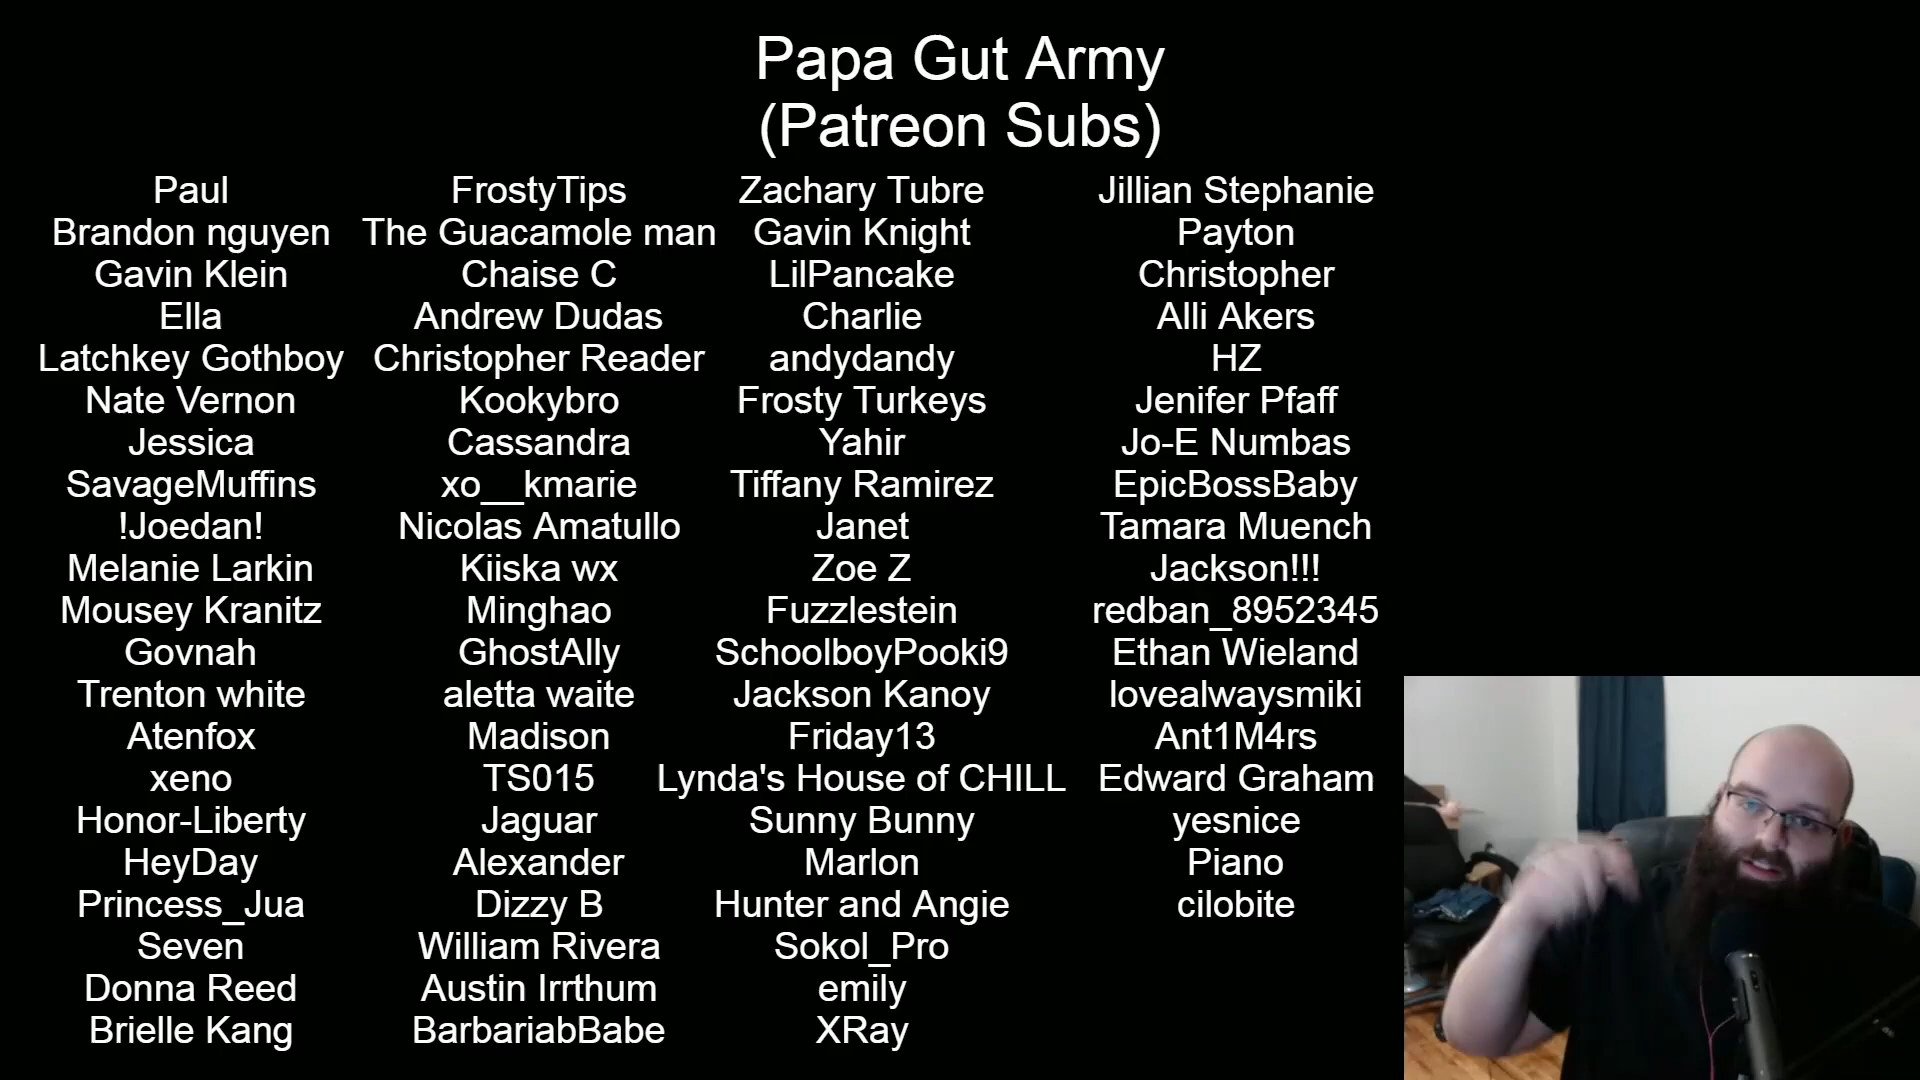 Papa Gut Army
(Patreon Subs)
Paul
Brandon nguyen
Gavin Klein
Ella
Latchkey Gothboy
Nate Vernon
Jessica
SavageMuffins
!Joedan!
Melanie Larkin
Mousey Kranitz
Govnah
Trenton white
Atenfox
xeno
Honor-Liberty
HeyDay
Princess_Jua
Seven
Donna Reed
Brielle Kang
FrostyTips
The Guacamole man
Chaise C
Andrew Dudas
Christopher Reader
Kookybro
Cassandra
xo__kmarie
Nicolas Amatullo
Kiiska wx
Minghao
GhostAlly
aletta waite
Madison
TS015
Jaguar
Alexander
Dizzy B
William Rivera
Austin Irrthum
BarbariabBabe
Zachary Tubre
Gavin Knight
LilPancake
Charlie
andydandy
Frosty Turkeys
Yahir
Tiffany Ramirez
Janet
Zoe Z
Fuzzlestein
SchoolboyPooki9
Jackson Kanoy
Friday13
Lynda's House of CHILL
Sunny Bunny
Marlon
Hunter and Angie
Sokol_Pro
emily
XRay
Jillian Stephanie
Payton
Christopher
Alli Akers
HZ
Jenifer Pfaff
Jo-E Numbas
EpicBossBaby
Tamara Muench
Jackson!!!
redban_8952345
Ethan Wieland
lovealwaysmiki
Ant1M4rs
Edward Graham
yesnice
Piano
cilobite